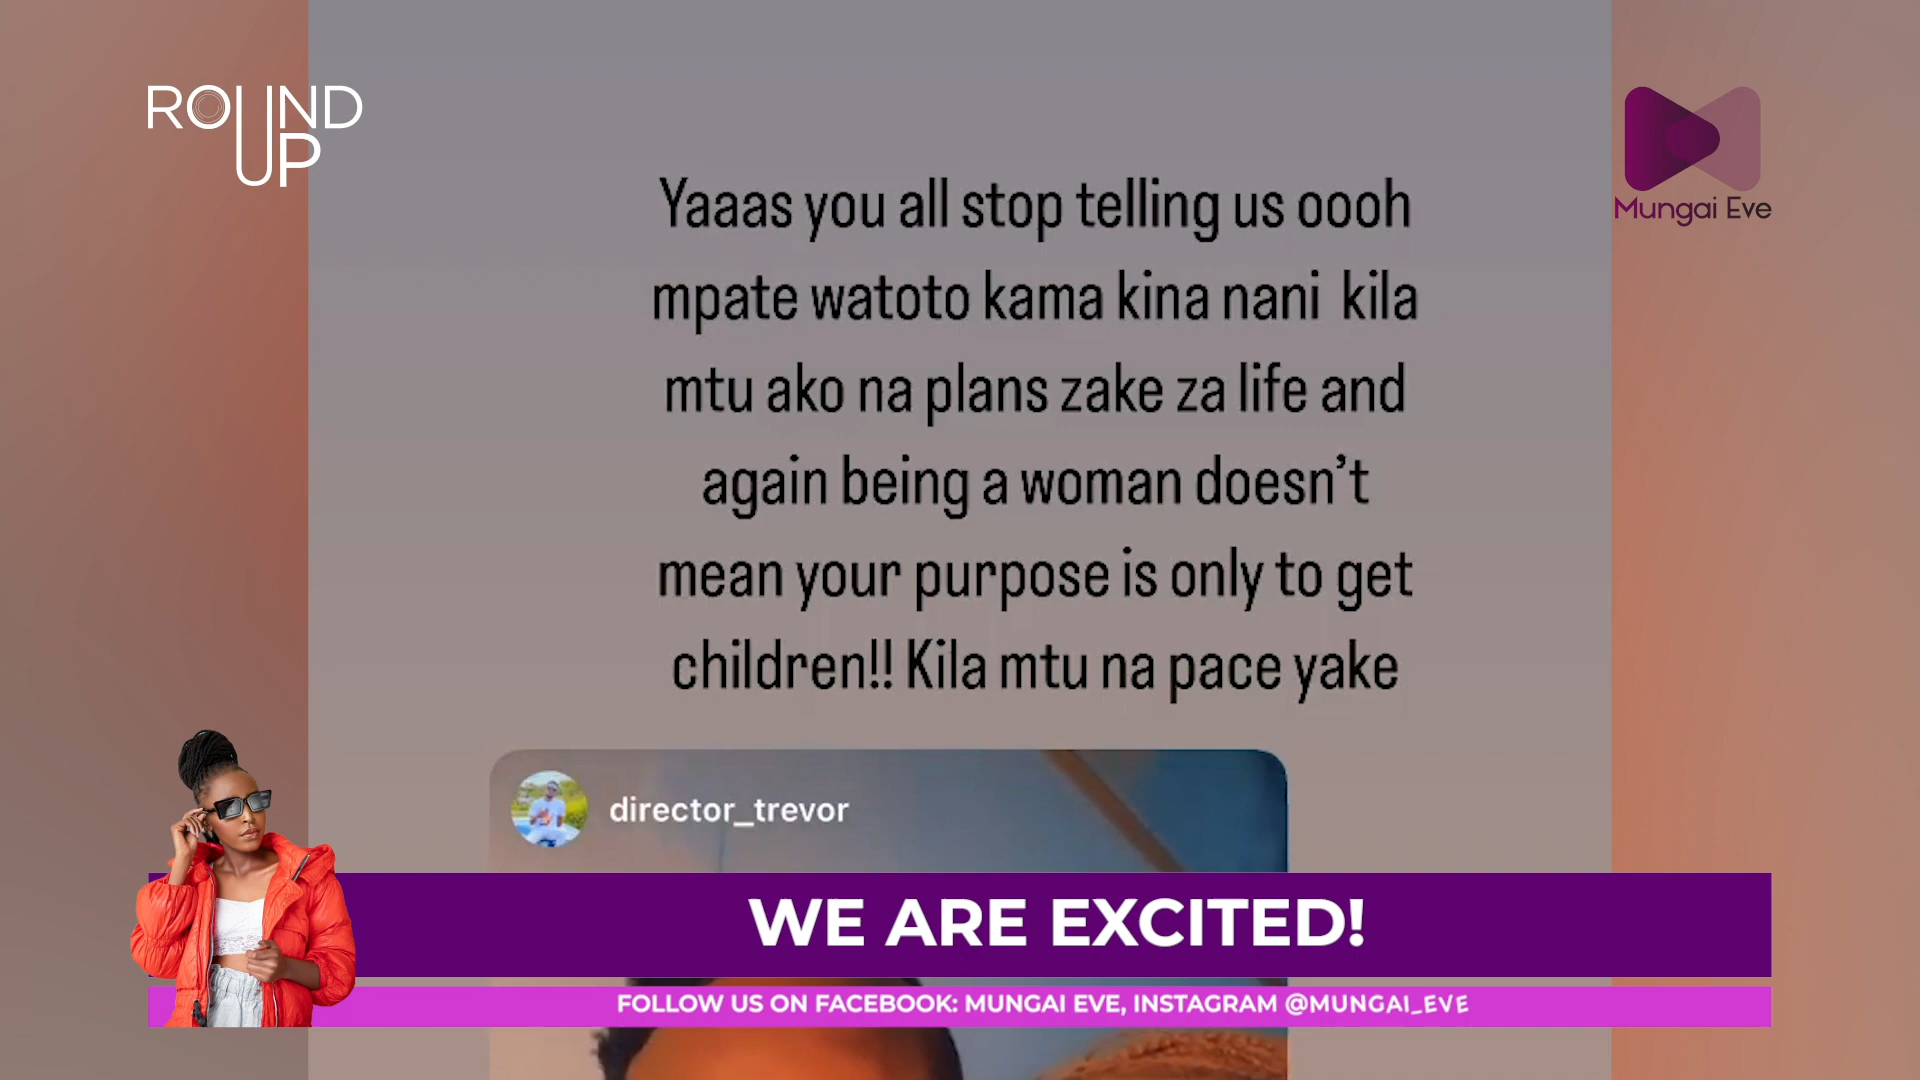 ROUND
UP
Mungai Eve
Yaaas you all stop telling us oooh
mpate watoto kama kina nani kila
mtu ako na plans zake za life and
again being a woman doesn't
mean your purpose is only to get
children!! Kila mtu na pace yake
director_trevor
WE ARE EXCITED!
FOLLOW US ON FACEBOOK: MUNGAI EVE, INSTAGRAM @MUNGAI_EVE